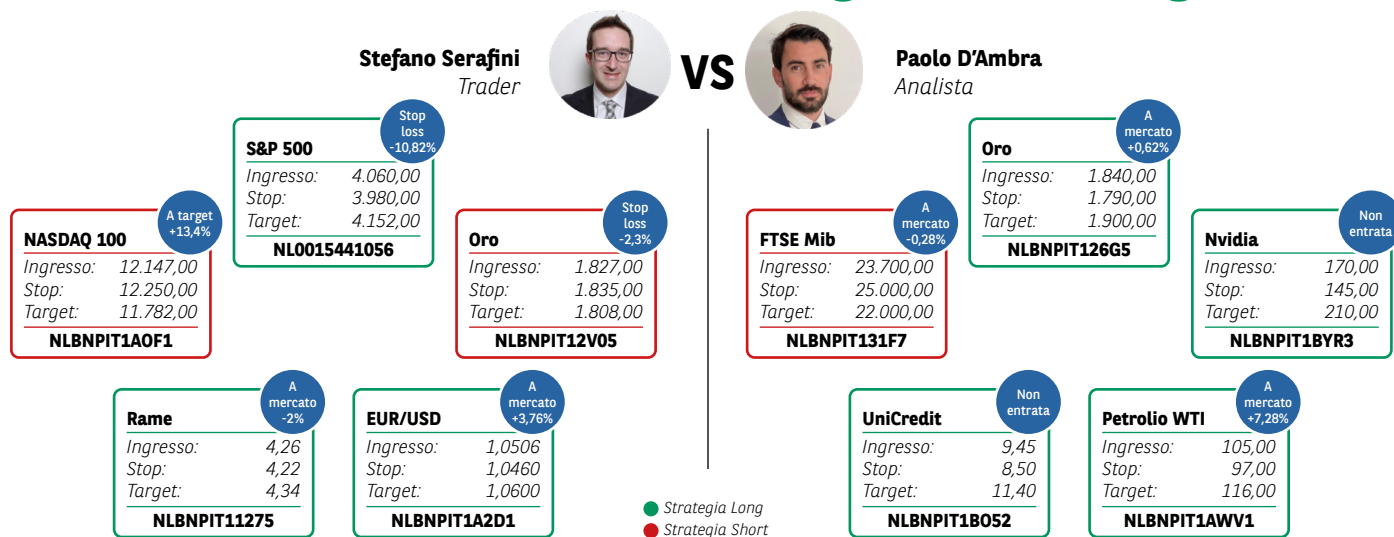 Stefano Serafini
Trader
VS
Paolo D'Ambra
Analista
S&P 500
Stop
loss
-10,82%
Ingresso: 4.060,00
Stop: 3.980,00
Target: 4.152,00
NL0015441056
NASDAQ 100
A target
+13,4%
Ingresso: 12.147,00
Stop: 12.250,00
Target: 11.782,00
NLBNPIT1AOF1
Oro
Stop
loss
-2,3%
Ingresso: 1.827,00
Stop: 1.835,00
Target: 1.808,00
NLBNPIT12V05
Rame
A
mercato
-2%
Ingresso: 4,26
Stop: 4,22
Target: 4,34
NLBNPIT11275
EUR/USD
A
mercato
+3,76%
Ingresso: 1,0506
Stop: 1,0460
Target: 1,0600
NLBNPIT1A2D1
Oro
A
mercato
+0,62%
Ingresso: 1.840,00
Stop: 1.790,00
Target: 1.900,00
NLBNPIT126G5
FTSE Mib
A
mercato
-0,28%
Ingresso: 23.700,00
Stop: 25.000,00
Target: 22.000,00
NLBNPIT131F7
Nvidia
Non
entrata
Ingresso: 170,00
Stop: 145,00
Target: 210,00
NLBNPIT1BYR3
UniCredit
Non
entrata
Ingresso: 9,45
Stop: 8,50
Target: 11,40
NLBNPIT1BO52
Petrolio WTI
A
mercato
+7,28%
Ingresso: 105,00
Stop: 97,00
Target: 116,00
NLBNPIT1AWV1
Strategia Long
Strategia Short